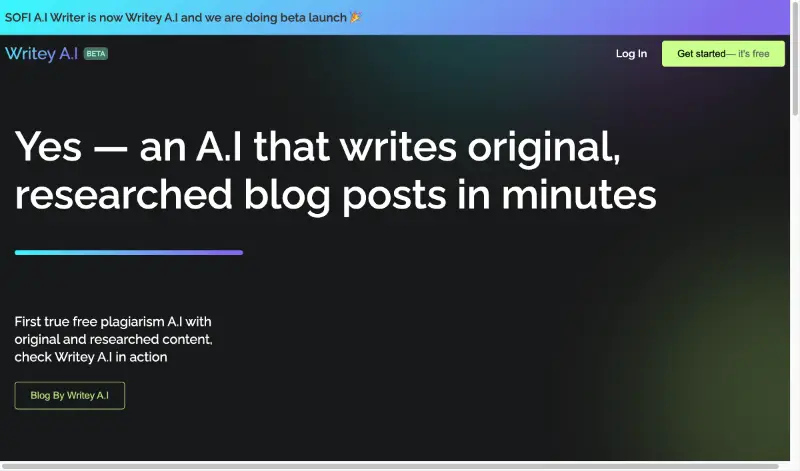 SOFI A.I Writer is now Writey A.I and we are doing beta launch 🎉
Writey A.I BETA
Log In
Get started— it's free
Yes — an A.I that writes original,
researched blog posts in minutes
First true free plagiarism A.I with
original and researched content,
check Writey A.I in action
Blog By Writey A.I